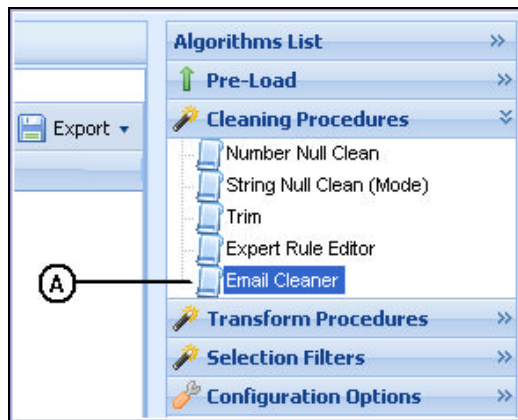 Algorithms List
Pre-Load
Export
Cleaning Procedures
Number Null Clean
String Null Clean (Mode)
Trim
Expert Rule Editor
A
Email Cleaner
Transform Procedures
Selection Filters
Configuration Options